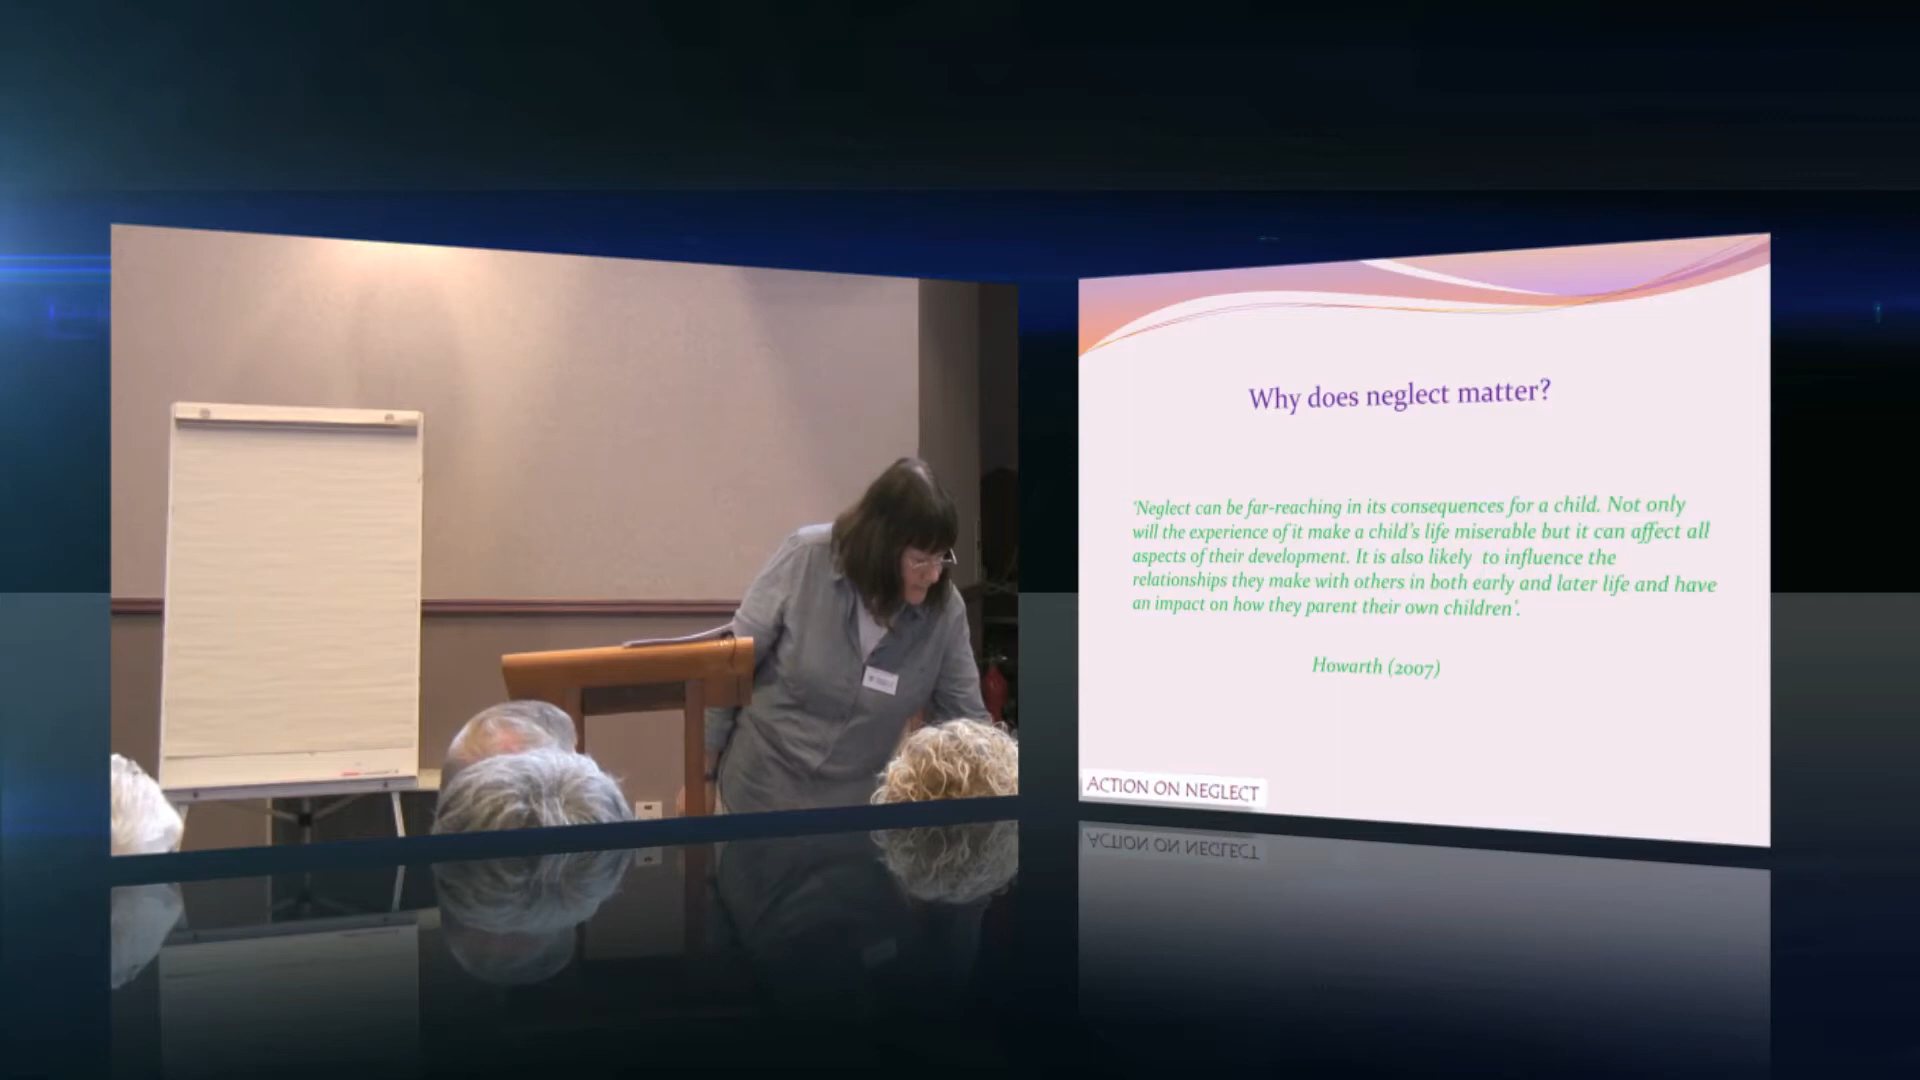 Why does neglect matter?
‘Neglect can be far-reaching in its consequences for a child. Not only
will the experience of it make a child’s life miserable but it can affect all
aspects of their development. It is also likely to influence the
relationships they make with others in both early and later life and have
an impact on how they parent their own children’.
Howarth (2007)
ACTION ON NEGLECT
ACTION ON NEGLECT